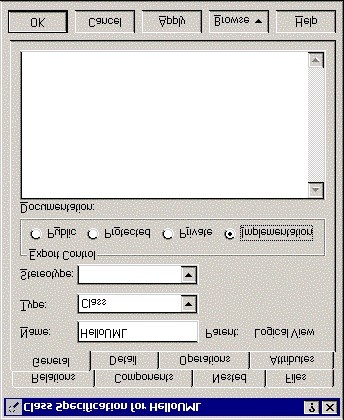 Class Specification for HelloUML
Relations Components Nested Files
General Detail Operations Attributes
Name: HelloUML Parent: Logical View
Type: Class
Stereotype:
Export Control
Public Protected Private Implementation
Documentation:
OK Cancel Apply Browse Help